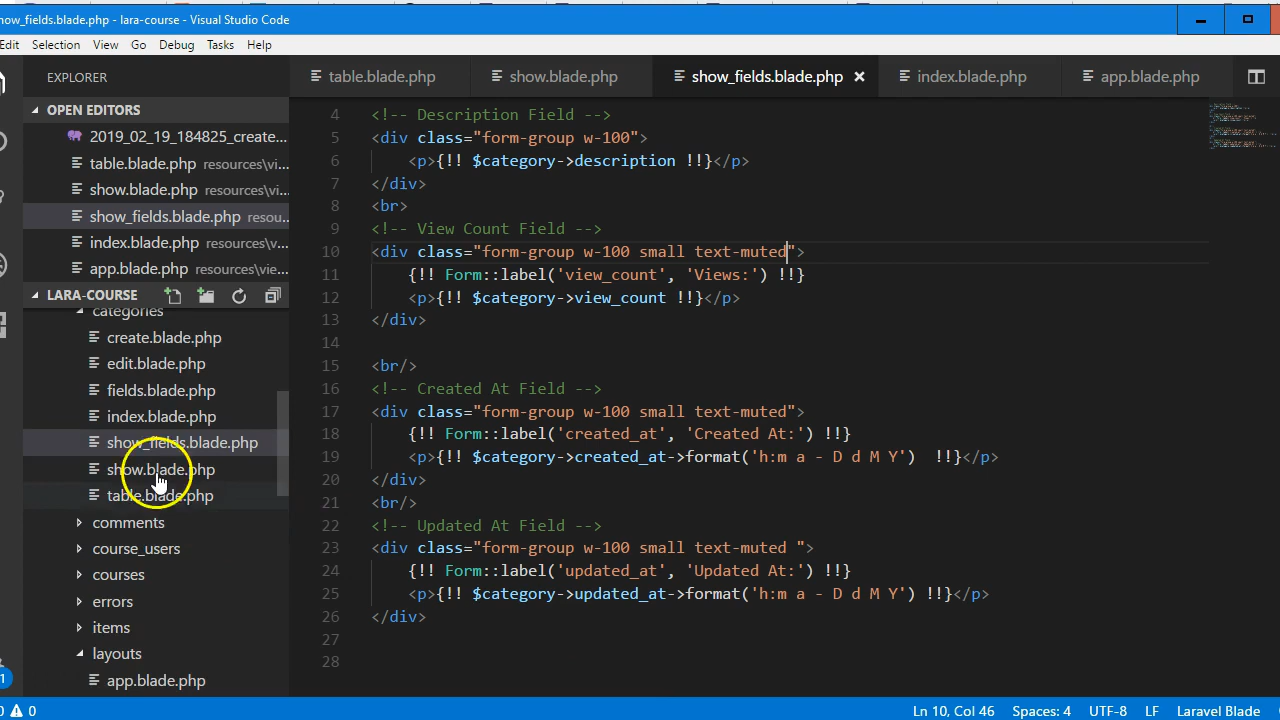 how_fields.blade.php - lara-course - Visual Studio Code
Edit Selection View Go Debug Tasks Help
EXPLORER
table.blade.php show.blade.php show_fields.blade.php × index.blade.php app.blade.php
OPEN EDITORS
2019_02_19_184825_create...
table.blade.php resources\vi...
show.blade.php resources\vi...
show_fields.blade.php resou...
index.blade.php resources\vi...
app.blade.php resources\vi...
LARA-COURSE
categories
create.blade.php
edit.blade.php
fields.blade.php
index.blade.php
show_fields.blade.php
show.blade.php
table.blade.php
comments
course_users
courses
errors
items
layouts
app.blade.php
4 <!-- Description Field -->
5 <div class="form-group w-100">
6 <p>{!! $category->description !!}</p>
7 </div>
8 <br>
9 <!-- View Count Field -->
10 <div class="form-group w-100 small text-muted">
11 {!! Form::label('view_count', 'Views:') !!}
12 <p>{!! $category->view_count !!}</p>
13 </div>
14
15 <br/>
16 <!-- Created At Field -->
17 <div class="form-group w-100 small text-muted">
18 {!! Form::label('created_at', 'Created At:') !!}
19 <p>{!! $category->created_at->format('h:m a - D d M Y')  !!}</p>
20 </div>
21 <br/>
22 <!-- Updated At Field -->
23 <div class="form-group w-100 small text-muted ">
24 {!! Form::label('updated_at', 'Updated At:') !!}
25 <p>{!! $category->updated_at->format('h:m a - D d M Y') !!}</p>
26 </div>
27
28
1
0 0 Ln 10, Col 46 Spaces: 4 UTF-8 LF Laravel Blade